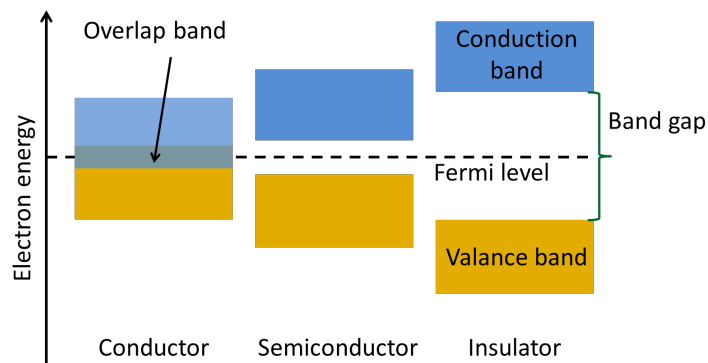 Overlap band
Conduction
band
Band gap
Electron energy
Fermi level
Valance band
Conductor
Semiconductor
Insulator